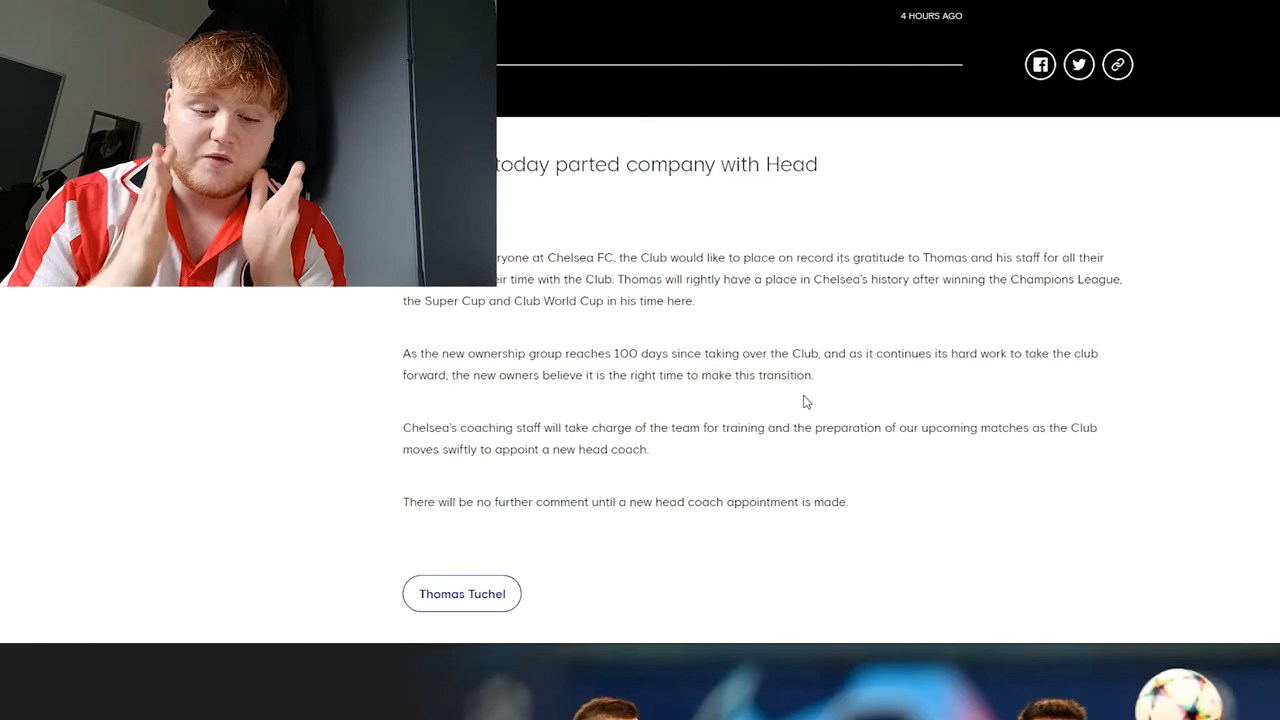 4 HOURS AGO
today parted company with Head
ryone at Chelsea FC, the Club would like to place on record its gratitude to Thomas and his staff for all their
eir time with the Club. Thomas will rightly have a place in Chelsea's history after winning the Champions League,
the Super Cup and Club World Cup in his time here.
As the new ownership group reaches 100 days since taking over the Club, and as it continues its hard work to take the club
forward, the new owners believe it is the right time to make this transition.
Chelsea's coaching staff will take charge of the team for training and the preparation of our upcoming matches as the Club
moves swiftly to appoint a new head coach.
There will be no further comment until a new head coach appointment is made.
Thomas Tuchel